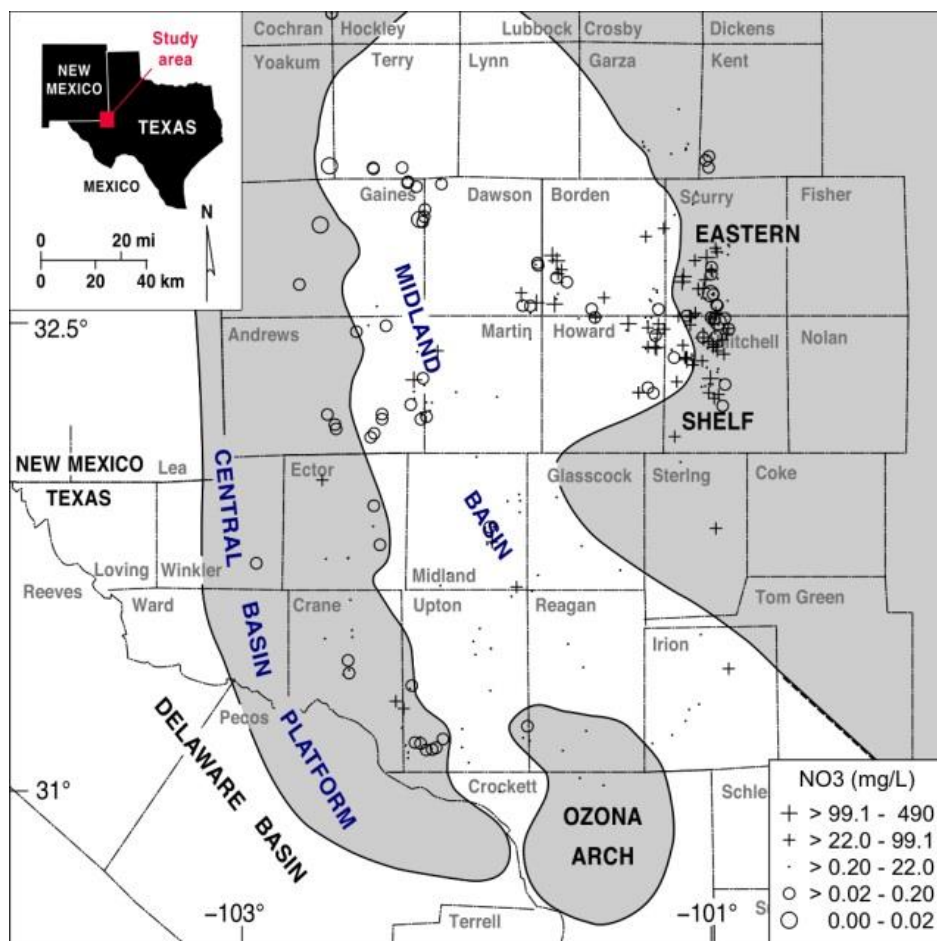 Cochran
Hockley
Lubbock
Crosby
Dickens
Study
area
NEW
MEXICO
TEXAS
MEXICO
N
0 20 mi
0 20 40 km
Yoakum
Terry
Lynn
Garza
Kent
Gaines
Dawson
Borden
Scurry
Fisher
EASTERN
MIDLAND
32.5°
Andrews
Martin
Howard
itchell
Nolan
SHELF
NEW MEXICO
Lea
TEXAS
CENTRAL
Ector
BASIN
Glasscock
Sterling
Coke
Reeves
Loving
Winkler
Midland
Ward
BASIN
Crane
Upton
Reagan
Tom Green
Irion
Pecos
PLATFORM
DELAWARE BASIN
Crockett
31°
OZONA
ARCH
Schle
NO3 (mg/L)
+ > 99.1 - 490
+ > 22.0 - 99.1
· > 0.20 - 22.0
○ > 0.02 - 0.20
○ 0.00 - 0.02
−103°
−101°
Terrell